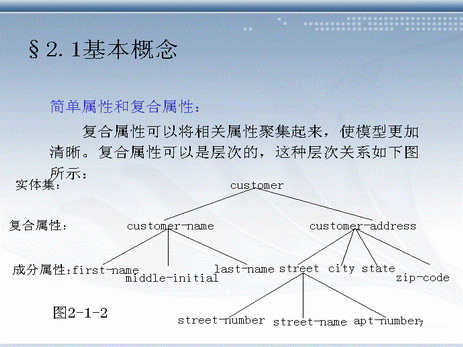 §2.1基本概念
简单属性和复合属性：
复合属性可以将相关属性聚集起来，使模型更加
清晰。复合属性可以是层次的，这种层次关系如下图
所示：
实体集： customer
复合属性： customer-name customer-address
成分属性： first-name middle-initial last-name street city state zip-code
street-number street-name apt-number
图2-1-2
7